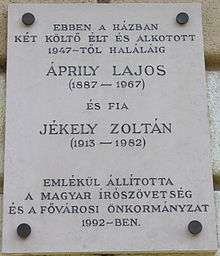 EBBEN A HÁZBAN
KÉT KÖLTŐ ÉLT ÉS ALKOTOTT
1947-TŐL HALÁLÁIG
ÁPRILY LAJOS
(1887 — 1967)
ÉS FIA
JÉKELY ZOLTÁN
(1913 — 1982)
EMLÉKÜL ÁLLÍTOTTA
A MAGYAR ÍRÓSZÖVETSÉG
ÉS A FŐVÁROSI ÖNKORMÁNYZAT
1992-BEN.